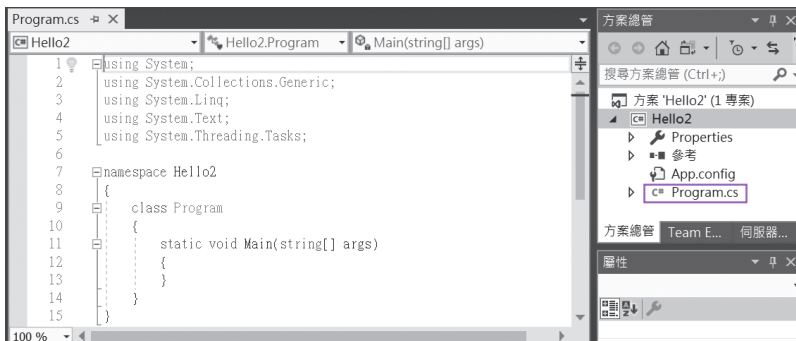 Program.cs
Hello2
Hello2.Program
Main(string[] args)
1 using System;
2 using System.Collections.Generic;
3 using System.Linq;
4 using System.Text;
5 using System.Threading.Tasks;
6
7 namespace Hello2
8 {
9 class Program
10 {
11 static void Main(string[] args)
12 {
13 }
14 }
15 }
100 %
方案總管
搜尋方案總管 (Ctrl+;)
方案 'Hello2' (1 專案)
C# Hello2
Properties
參考
App.config
C# Program.cs
方案總管 Team E... 伺服器...
屬性